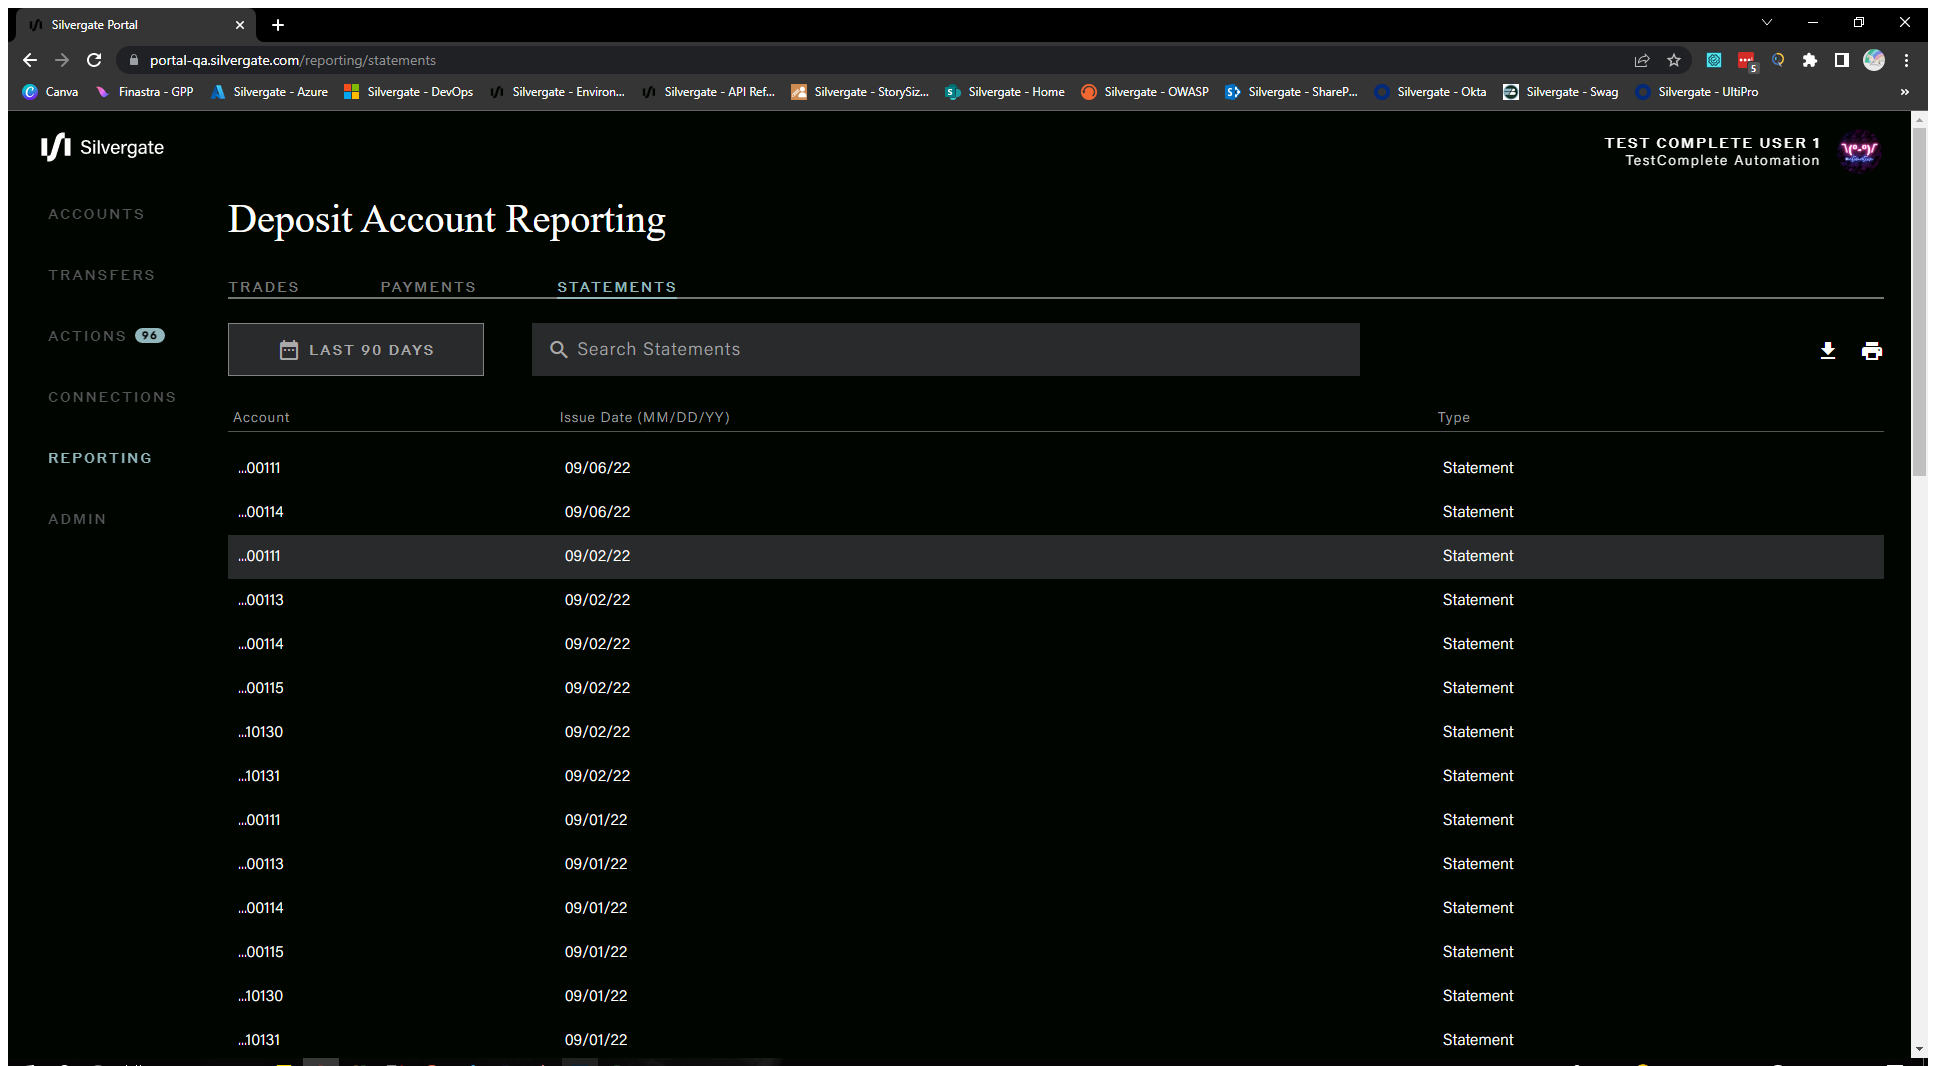 Silvergate Portal
portal-qa.silvergate.com/reporting/statements
5
Canva Finastra - GPP Silvergate - Azure Silvergate - DevOps Silvergate - Environ... Silvergate - API Ref... Silvergate - StorySiz... Silvergate - Home Silvergate - OWASP Silvergate - ShareP... Silvergate - Okta Silvergate - Swag Silvergate - UltiPro »
Silvergate
TEST COMPLETE USER 1
TestComplete Automation
ACCOUNTS
TRANSFERS
ACTIONS 96
CONNECTIONS
REPORTING
ADMIN
Deposit Account Reporting
TRADES PAYMENTS STATEMENTS
LAST 90 DAYS Search Statements
Account Issue Date (MM/DD/YY) Type
...00111 09/06/22 Statement
...00114 09/06/22 Statement
...00111 09/02/22 Statement
...00113 09/02/22 Statement
...00114 09/02/22 Statement
...00115 09/02/22 Statement
...10130 09/02/22 Statement
...10131 09/02/22 Statement
...00111 09/01/22 Statement
...00113 09/01/22 Statement
...00114 09/01/22 Statement
...00115 09/01/22 Statement
...10130 09/01/22 Statement
...10131 09/01/22 Statement